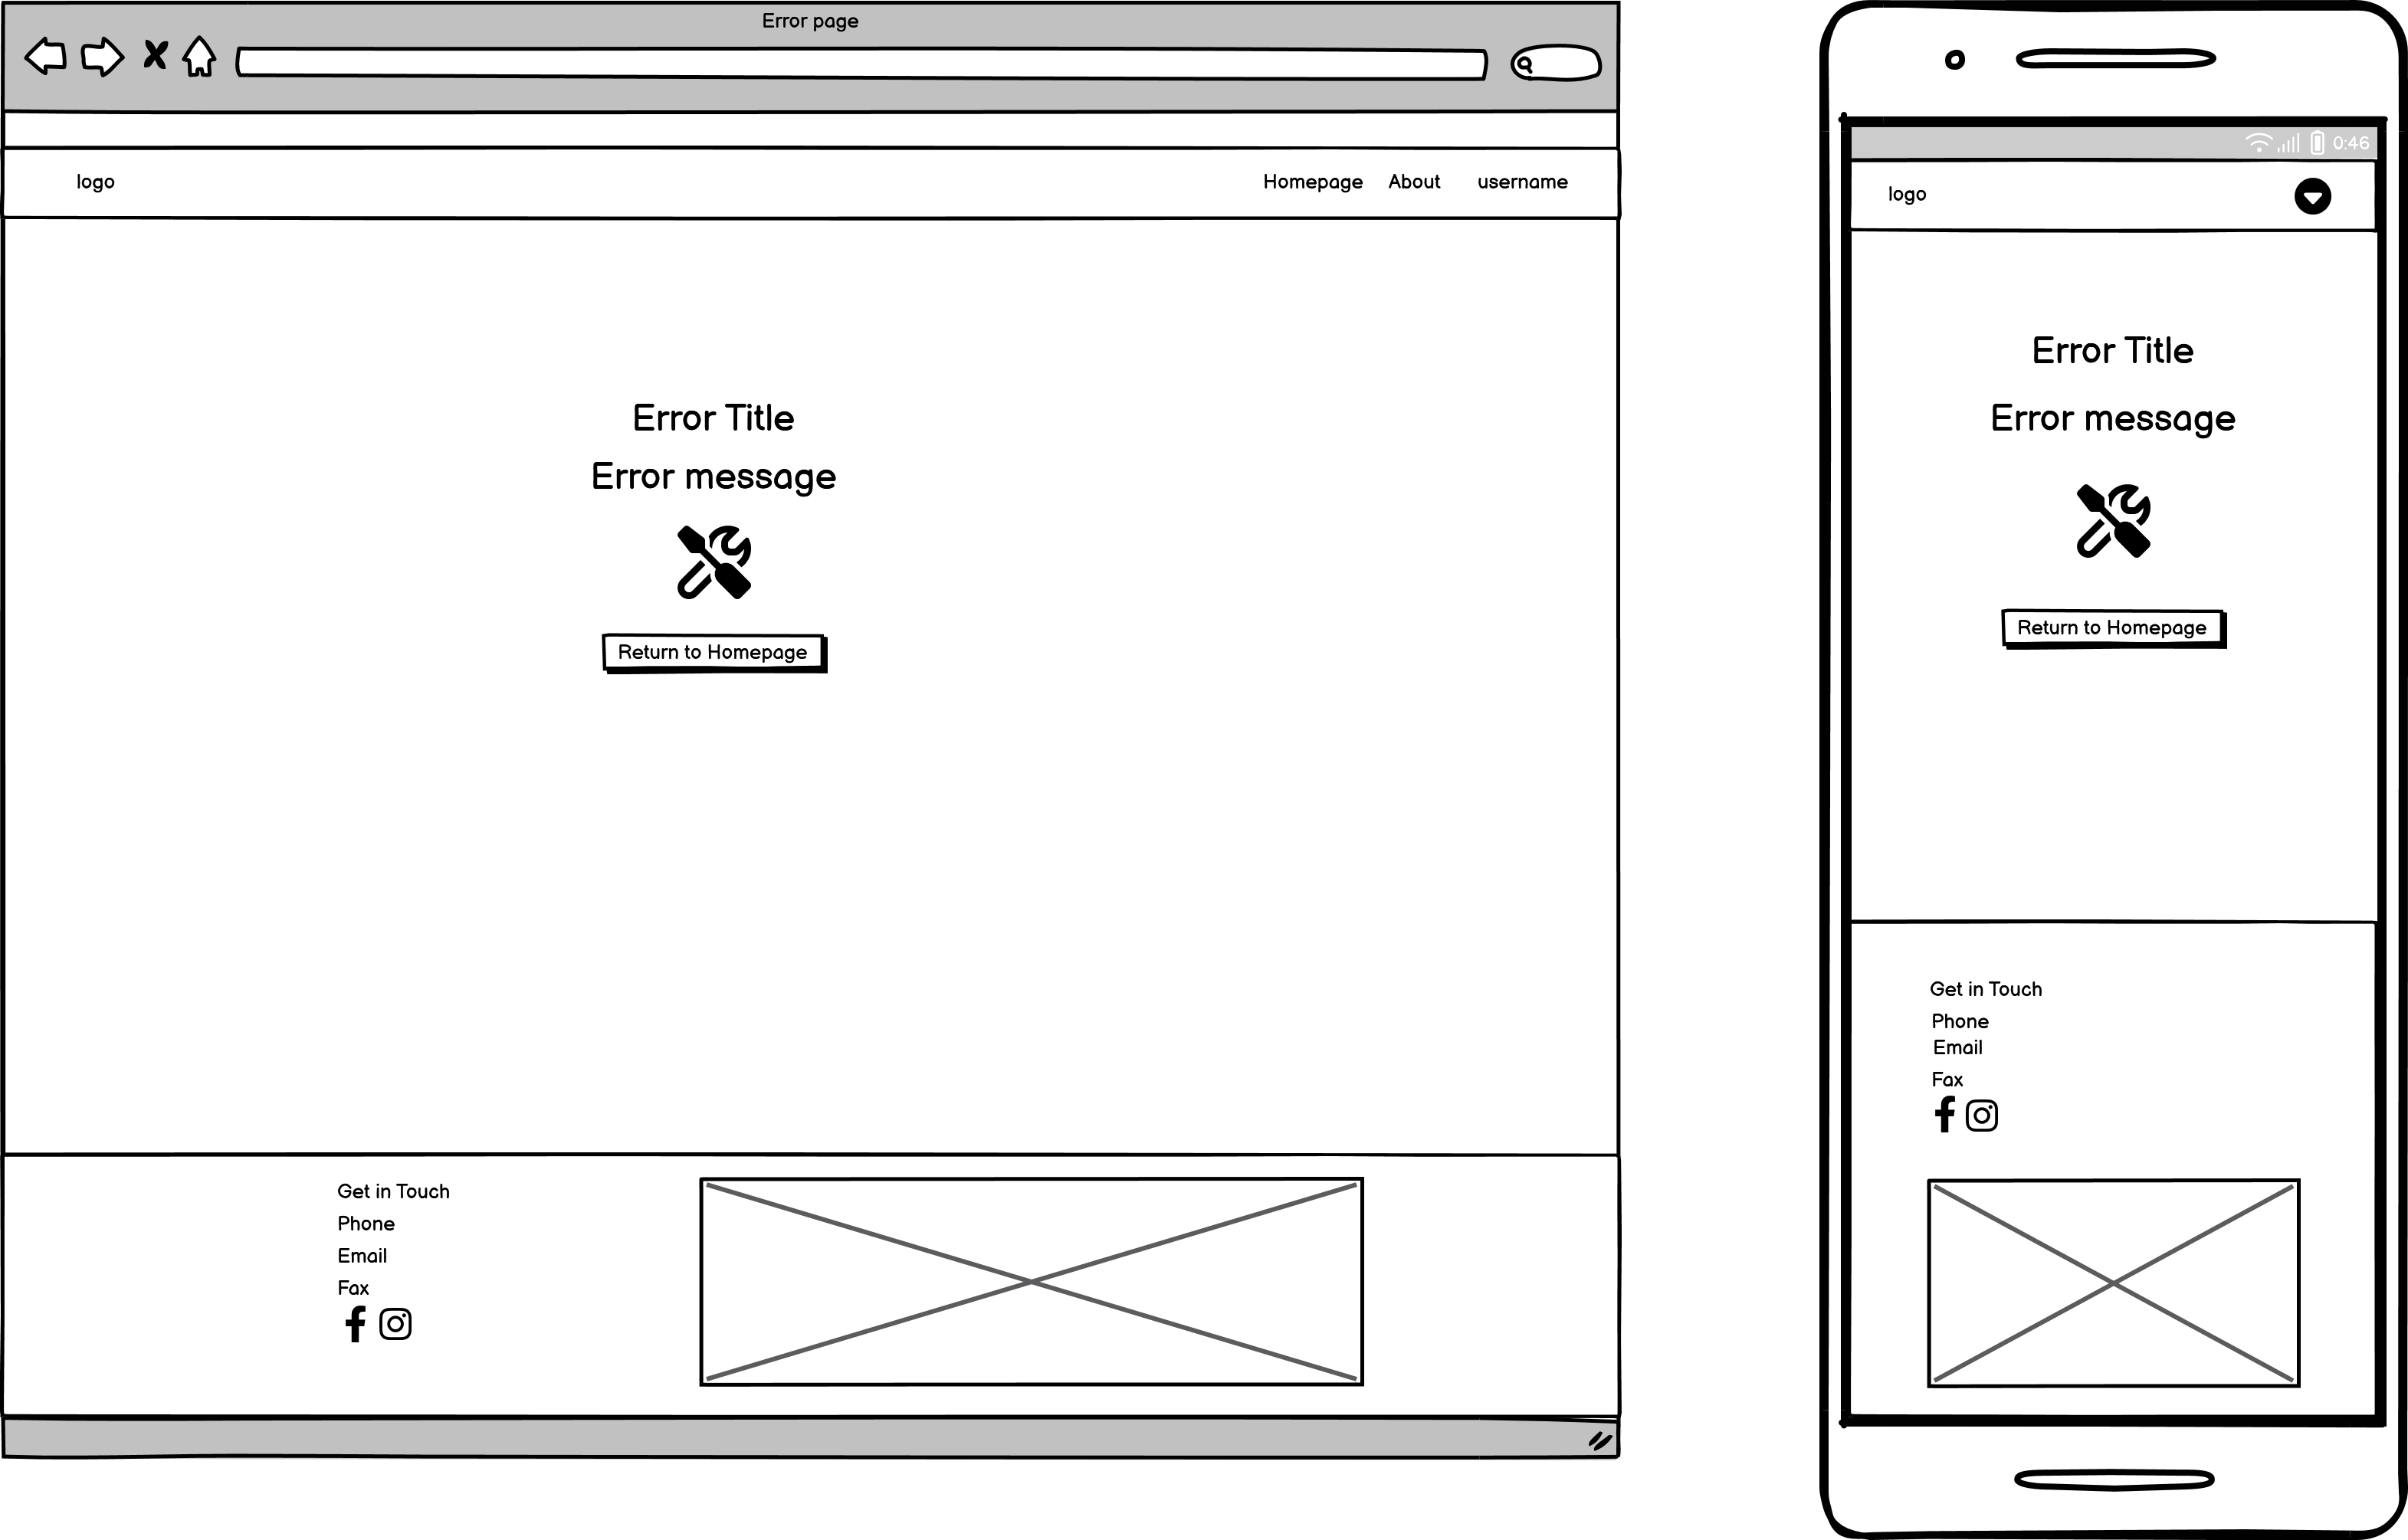 Error page
logo
Homepage About username
Error Title
Error message
Return to Homepage
Get in Touch
Phone
Email
Fax
0:46
logo
Error Title
Error message
Return to Homepage
Get in Touch
Phone
Email
Fax